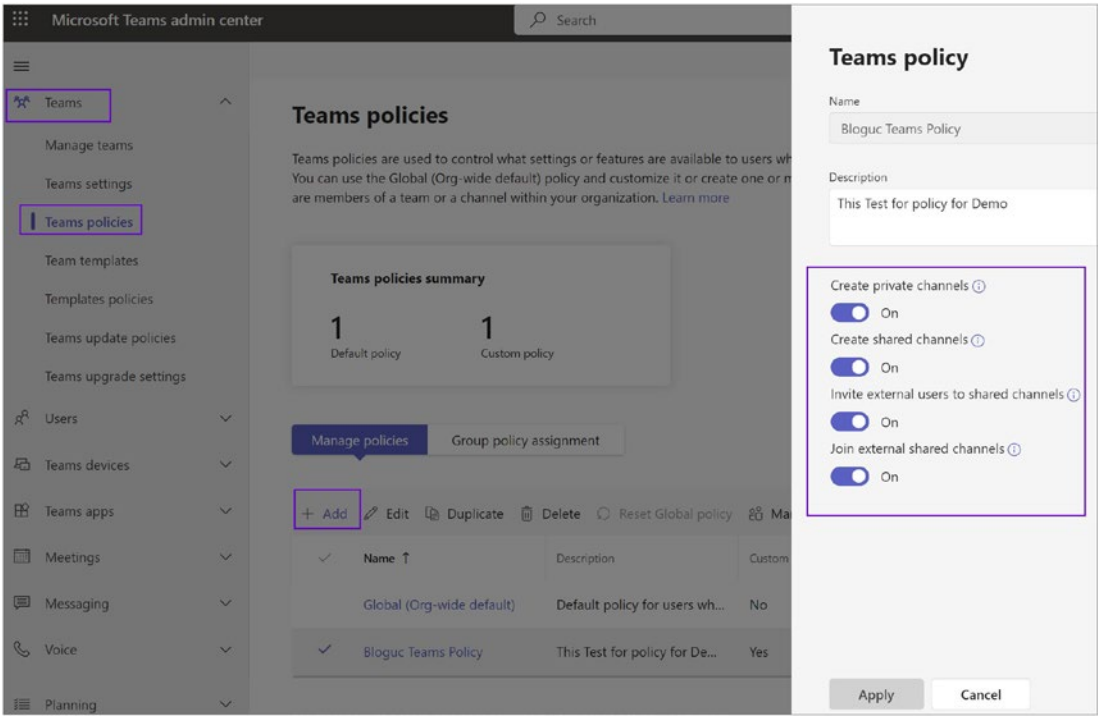 Microsoft Teams admin center
Search
Teams
Manage teams
Teams settings
Teams policies
Team templates
Templates policies
Teams update policies
Teams upgrade settings
Users
Teams devices
Teams apps
Meetings
Messaging
Voice
Planning
Teams policies
Teams policies are used to control what settings or features are available to users wh
You can use the Global (Org-wide default) policy and customize it or create one or m
are members of a team or a channel within your organization. Learn more
Teams policies summary
1 1
Default policy Custom policy
Manage policies Group policy assignment
+ Add Edit Duplicate Delete Reset Global policy Ma
Name ↑ Description Custom
Global (Org-wide default) Default policy for users wh... No
Bloguc Teams Policy This Test for policy for De... Yes
Teams policy
Name
Bloguc Teams Policy
Description
This Test for policy for Demo
Create private channels
On
Create shared channels
On
Invite external users to shared channels
On
Join external shared channels
On
Apply Cancel